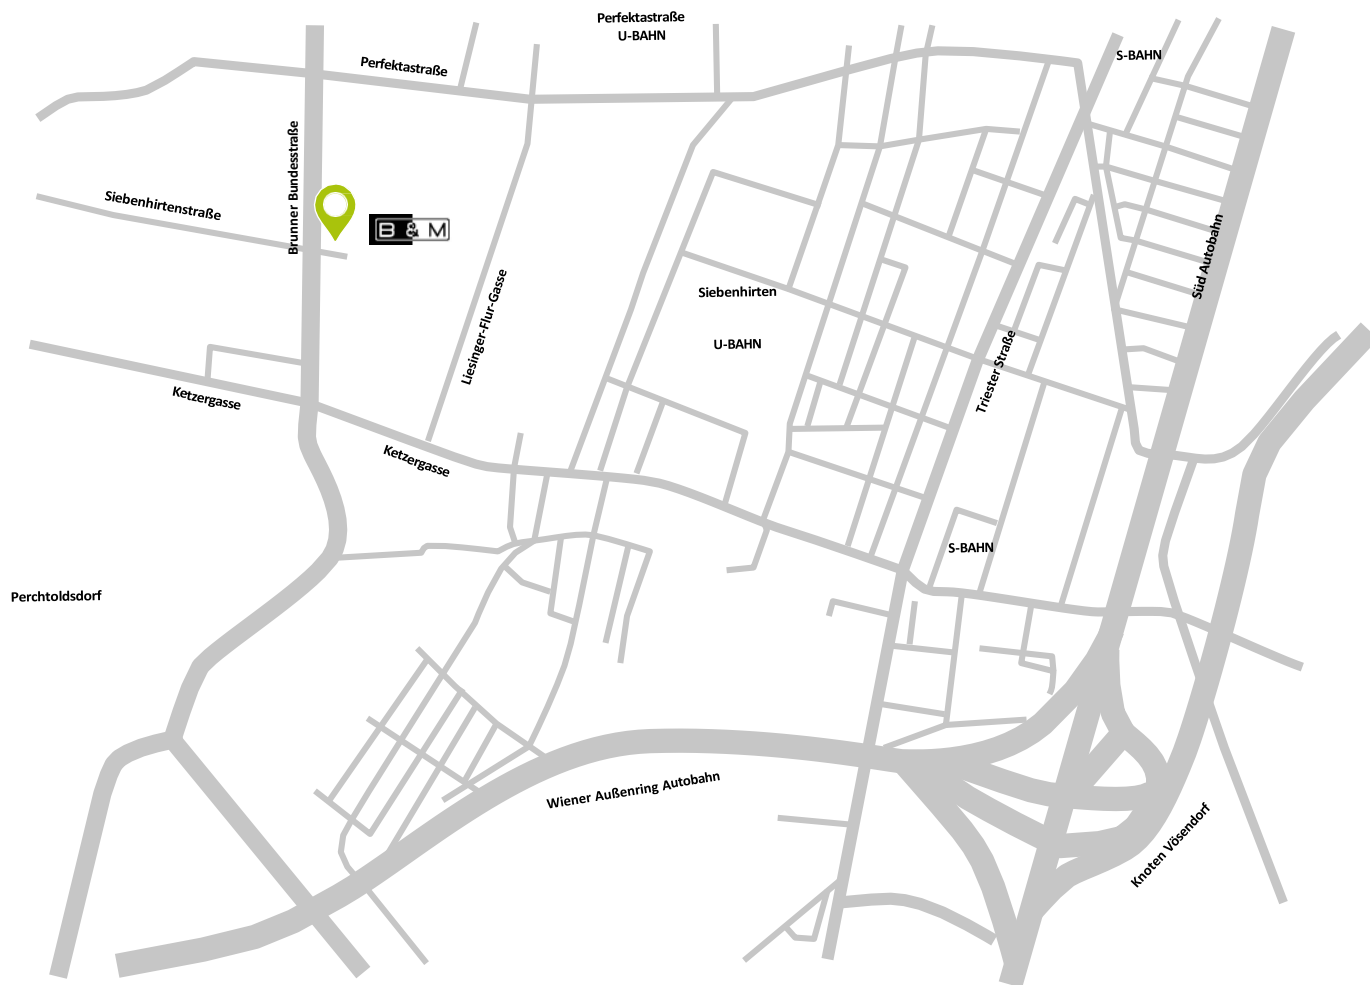 Perfektastraße
U-BAHN
S-BAHN
Perfektastraße
Brunner Bundesstraße
Siebenhirtenstraße
B & M
Süd Autobahn
Liesinger-Flur-Gasse
Siebenhirten
U-BAHN
Triester Straße
Ketzergasse
Ketzergasse
S-BAHN
Perchtoldsdorf
Wiener Außenring Autobahn
Knoten Vösendorf